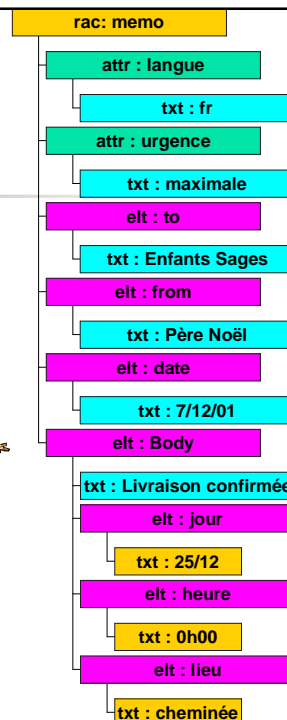 rac: memo
attr : langue
txt : fr
attr : urgence
txt : maximale
elt : to
txt : Enfants Sages
elt : from
txt : Père Noël
elt : date
txt : 7/12/01
elt : Body
txt : Livraison confirmée
elt : jour
txt : 25/12
elt : heure
txt : 0h00
elt : lieu
txt : cheminée